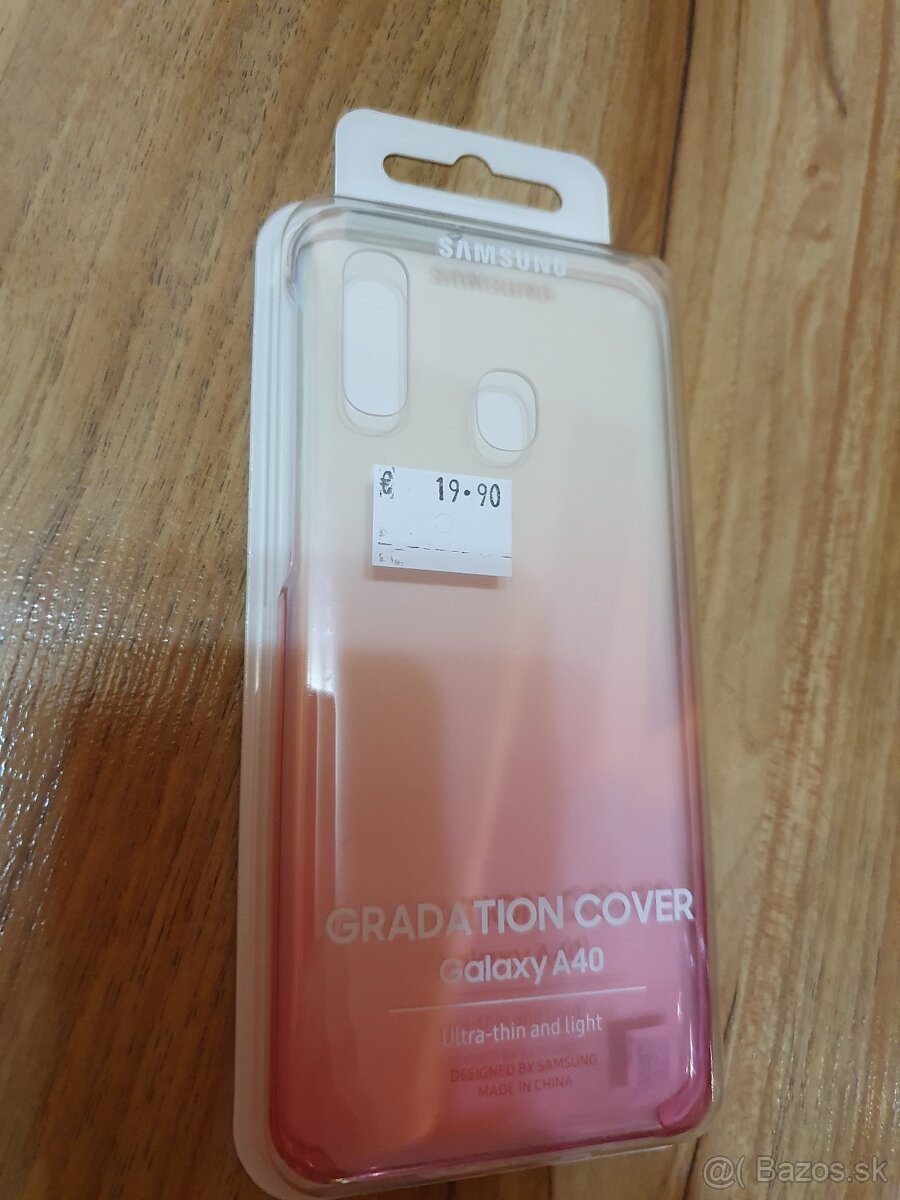 SAMSUNG
€ 19.90
GRADATION COVER
Galaxy A40
Ultra-thin and light
DESIGNED BY SAMSUNG
MADE IN CHINA
@( Bazos.sk